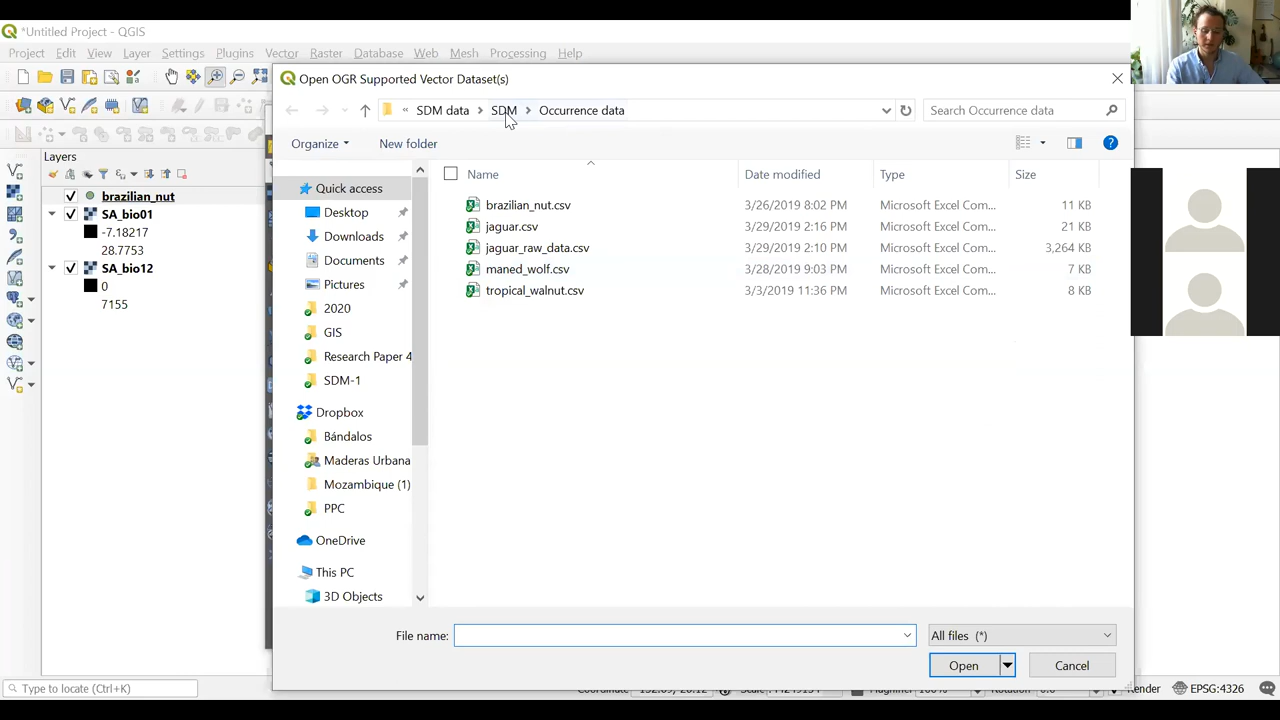 *Untitled Project - QGIS
Project Edit View Layer Settings Plugins Vector Raster Database Web Mesh Processing Help
Open OGR Supported Vector Dataset(s)
« SDM data > SDM > Occurrence data
Search Occurrence data
Organize
New folder
Layers
brazilian_nut
SA_bio01
-7.18217
28.7753
SA_bio12
0
7155
Quick access
Desktop
Downloads
Documents
Pictures
2020
GIS
Research Paper 4
SDM-1
Dropbox
Bándalos
Maderas Urbana
Mozambique (1)
PPC
OneDrive
This PC
3D Objects
Name Date modified Type Size
brazilian_nut.csv 3/26/2019 8:02 PM Microsoft Excel Com... 11 KB
jaguar.csv 3/29/2019 2:16 PM Microsoft Excel Com... 21 KB
jaguar_raw_data.csv 3/29/2019 2:10 PM Microsoft Excel Com... 3,264 KB
maned_wolf.csv 3/28/2019 9:03 PM Microsoft Excel Com... 7 KB
tropical_walnut.csv 3/3/2019 11:36 PM Microsoft Excel Com... 8 KB
File name:
All files (*)
Open
Cancel
Type to locate (Ctrl+K)
Render
EPSG:4326